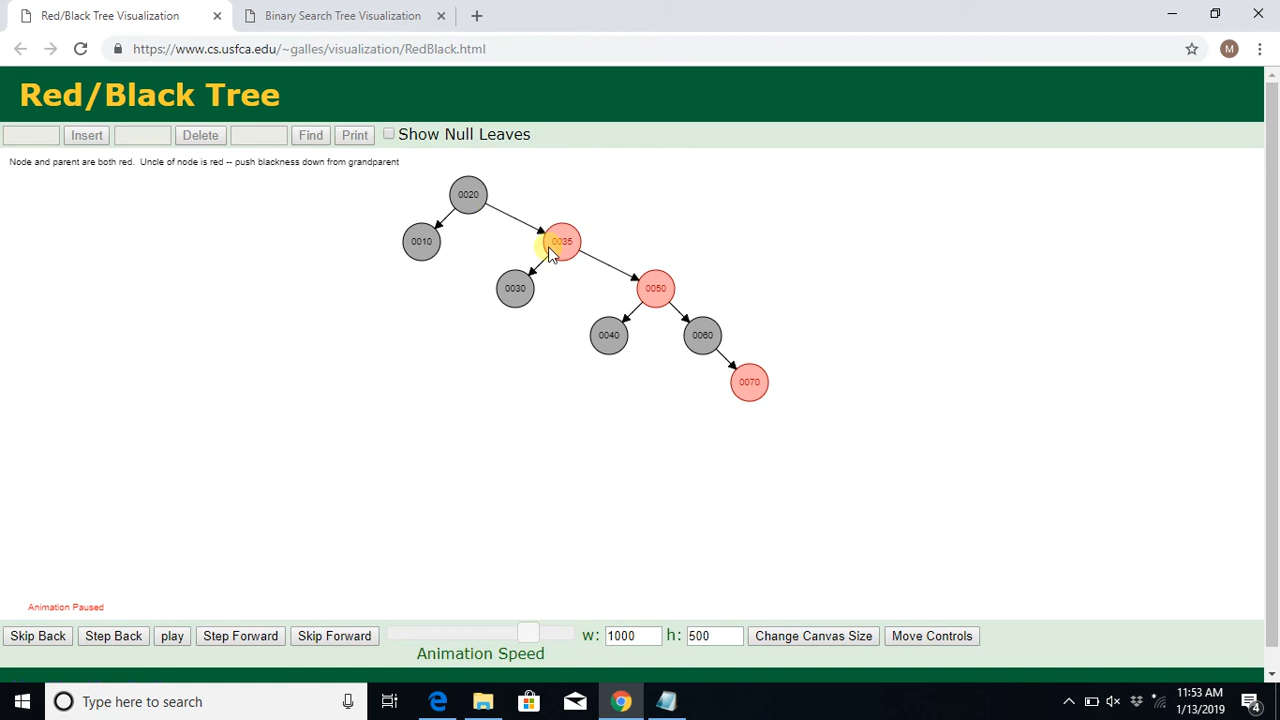 Red/Black Tree Visualization
Binary Search Tree Visualization
https://www.cs.usfca.edu/~galles/visualization/RedBlack.html
M
Red/Black Tree
Insert Delete Find Print Show Null Leaves
Node and parent are both red. Uncle of node is red -- push blackness down from grandparent
0020
0010
0035
0030
0050
0040
0060
0070
Animation Paused
Skip Back Step Back play Step Forward Skip Forward w: 1000 h: 500 Change Canvas Size Move Controls
Animation Speed
Type here to search
11:53 AM
1/13/2019
4